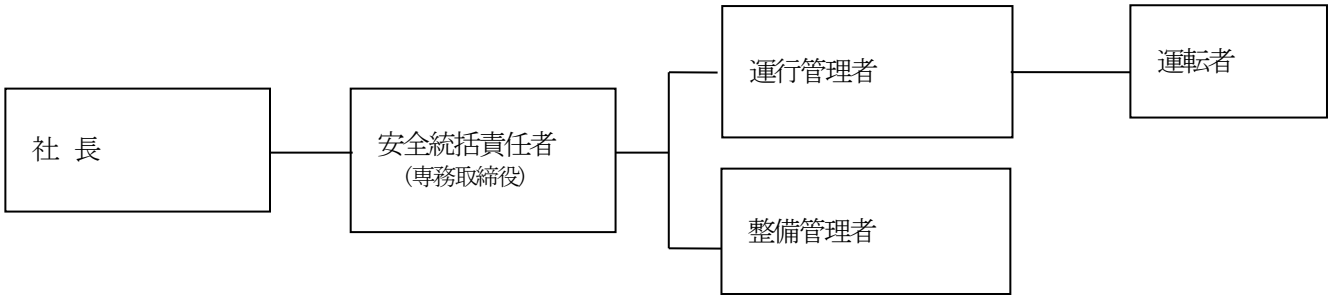 社 長
安全統括責任者
(専務取締役)
運行管理者
運転者
整備管理者